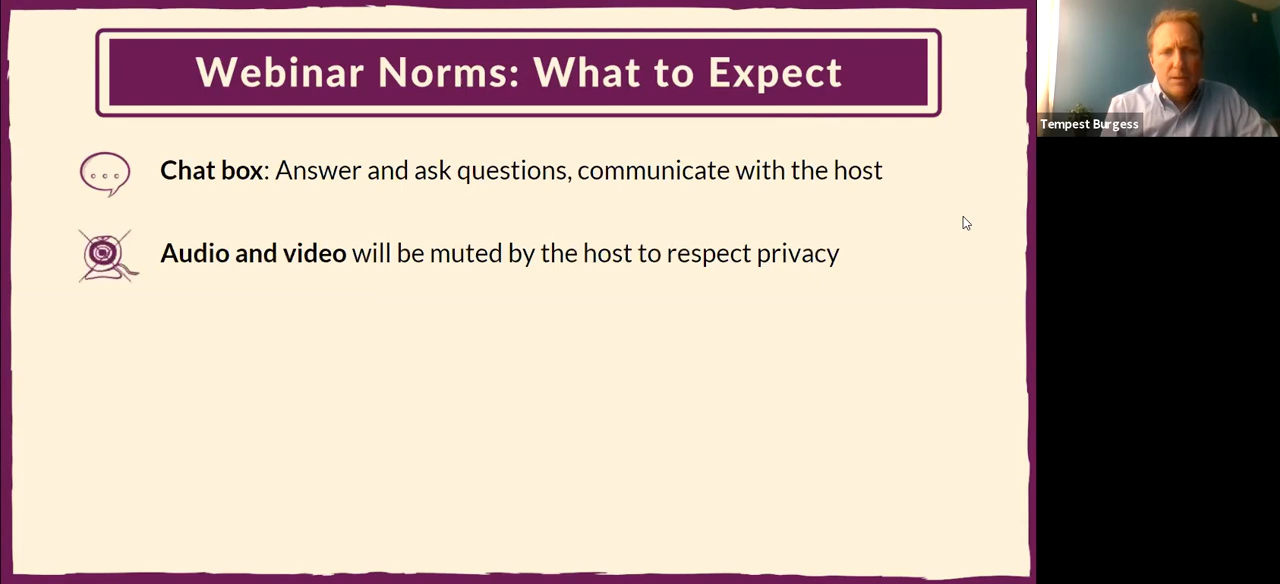 Webinar Norms: What to Expect
Chat box: Answer and ask questions, communicate with the host
Audio and video will be muted by the host to respect privacy
Tempest Burgess